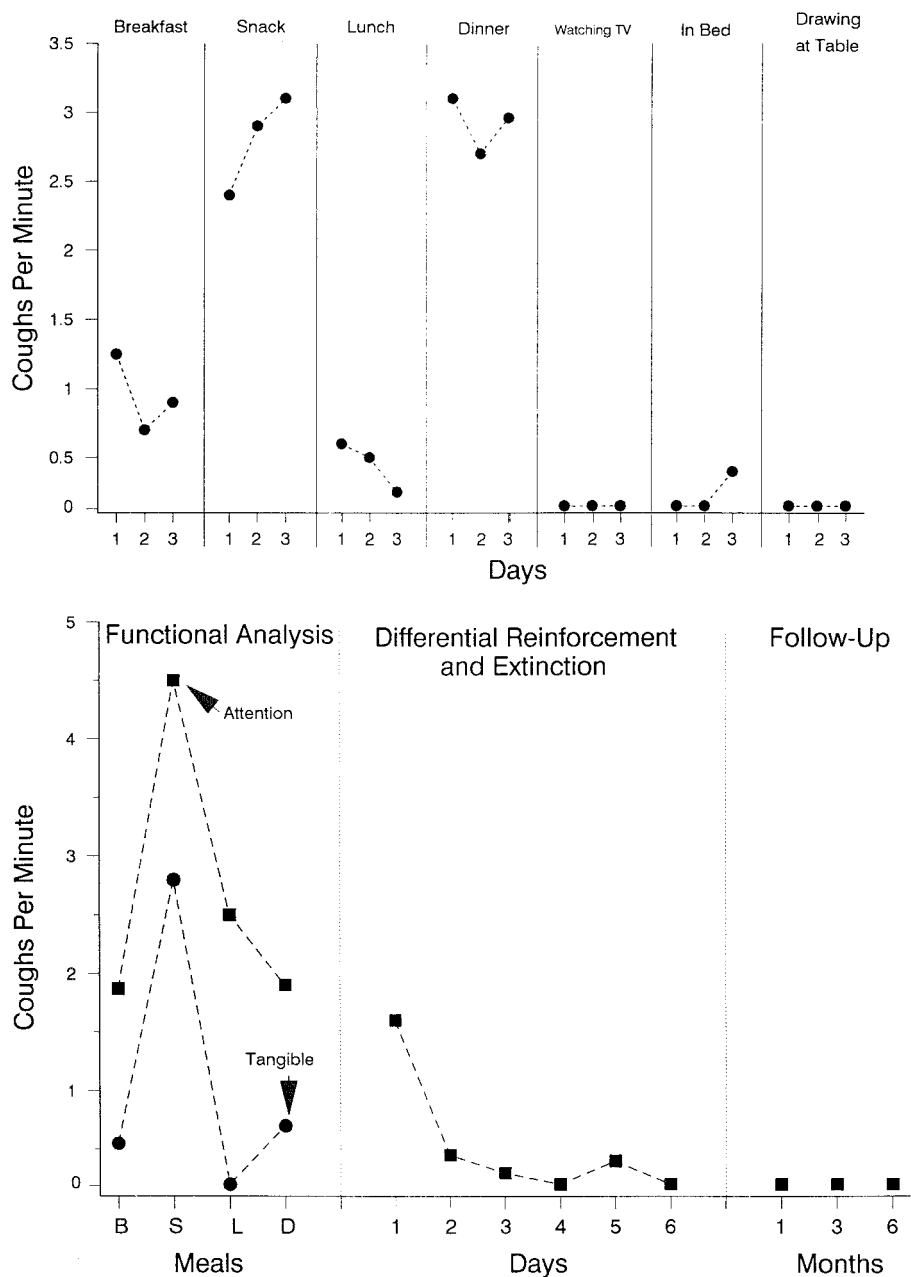 Breakfast Snack Lunch Dinner Watching TV In Bed Drawing
at Table
3.5
3
2.5
2
1.5
1
0.5
0
Coughs Per Minute
1 2 3 1 2 3 1 2 3 1 2 3 1 2 3 1 2 3 1 2 3
Days
5
4
3
2
1
0
Coughs Per Minute
Functional Analysis
Attention
Tangible
B S L D
Meals
Differential Reinforcement
and Extinction
1 2 3 4 5 6
Days
Follow-Up
1 3 6
Months